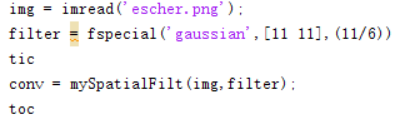 img = imread('escher.png');
filter = fspecial('gaussian',[11 11],(11/6))
tic
conv = mySpatialFilt(img,filter);
toc